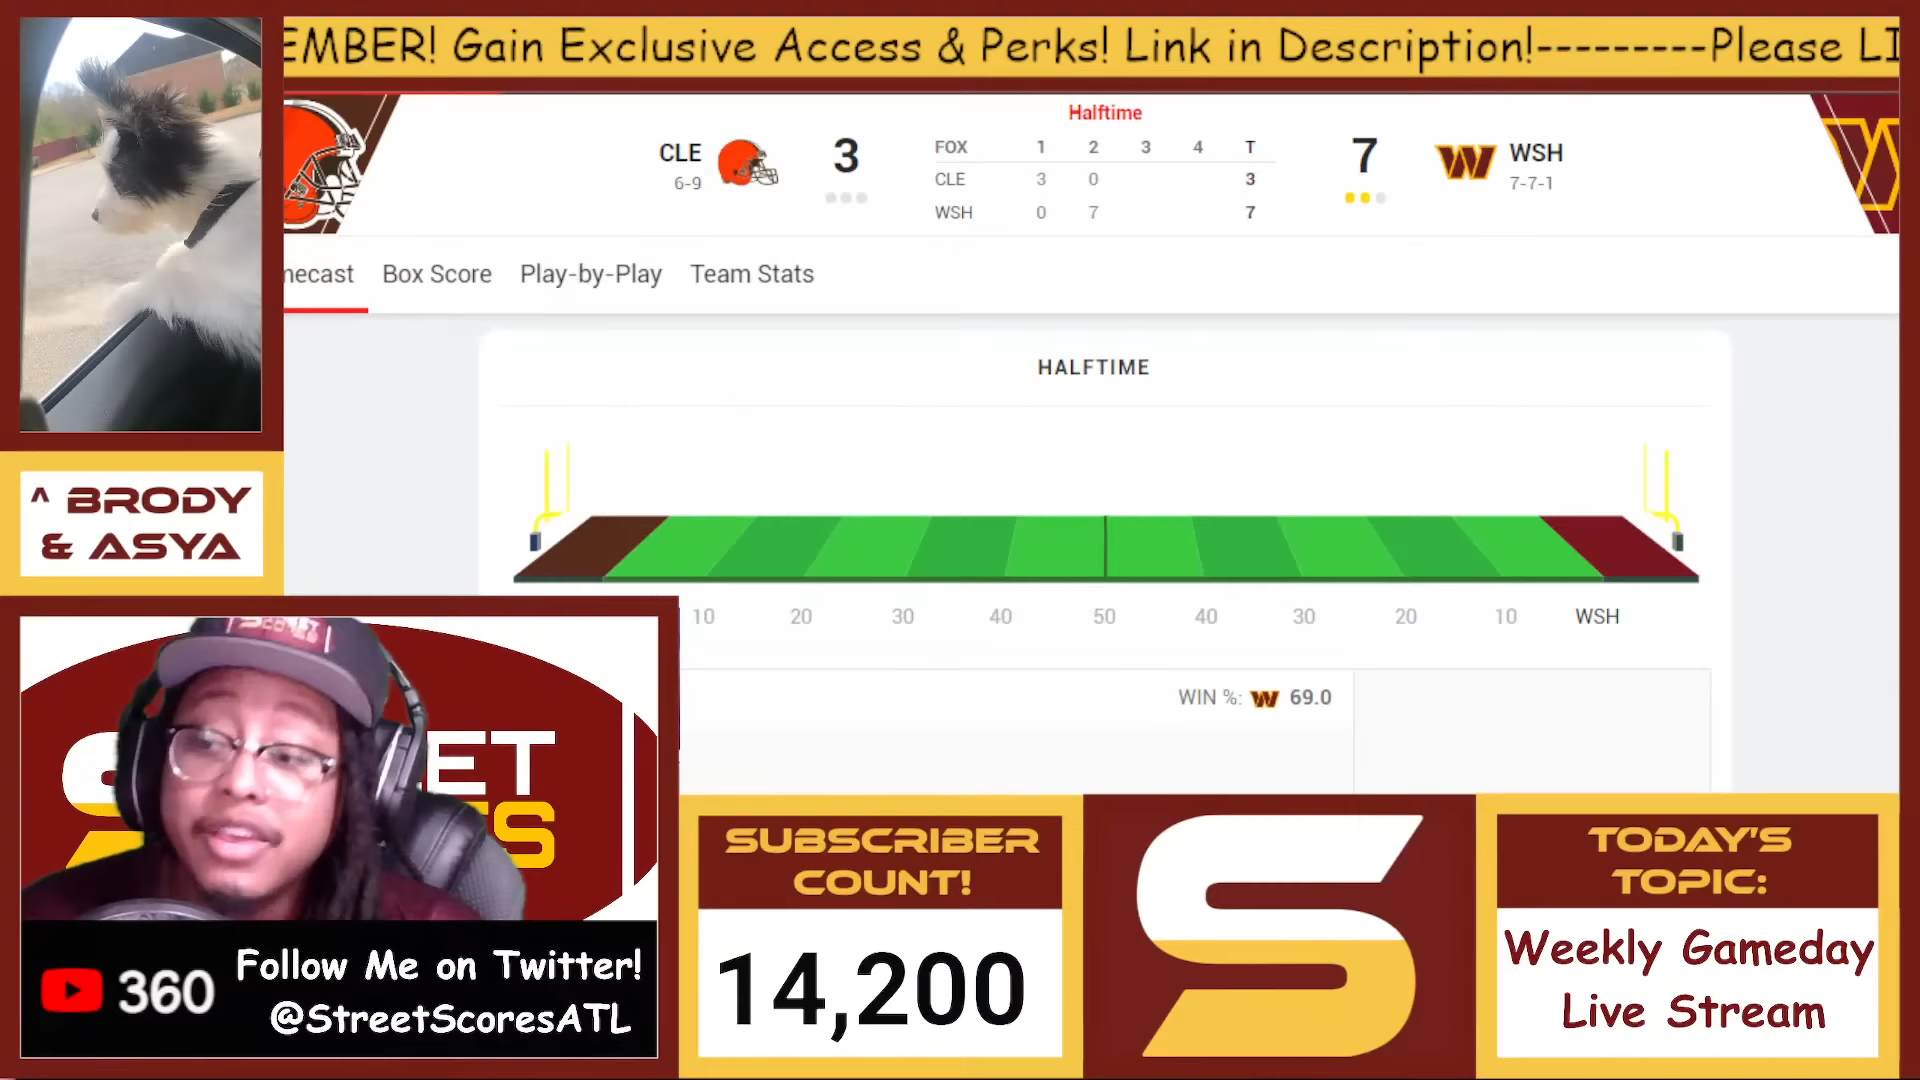 EMBER! Gain Exclusive Access & Perks! Link in Description!---------Please LI
Halftime
CLE
6-9
3
FOX 1 2 3 4 T
CLE 3 0 3
WSH 0 7 7
7
WSH
7-7-1
mecast Box Score Play-by-Play Team Stats
HALFTIME
10 20 30 40 50 40 30 20 10 WSH
WIN %: 69.0
^ BRODY
& ASYA
ET
ES
360
Follow Me on Twitter!
@StreetScoresATL
SUBSCRIBER
COUNT!
14,200
S
TODAY'S
TOPIC:
Weekly Gameday
Live Stream